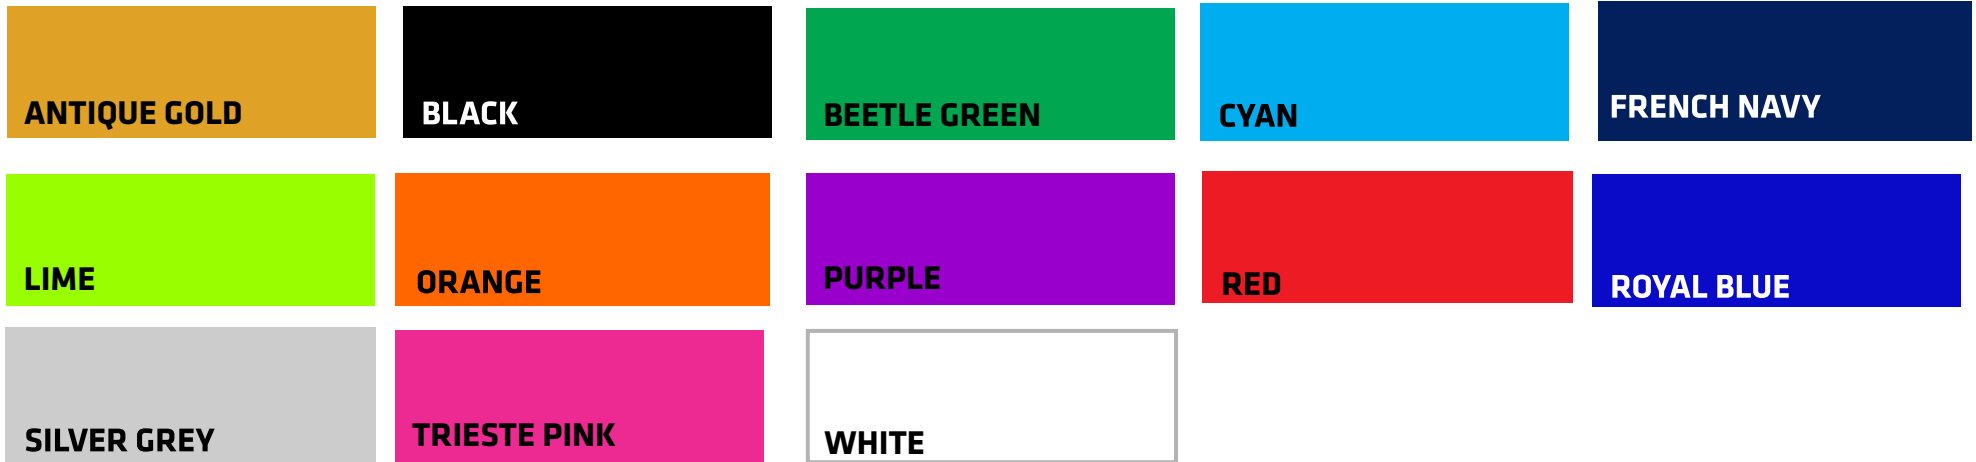 ANTIQUE GOLD
BLACK
BEETLE GREEN
CYAN
FRENCH NAVY
LIME
ORANGE
PURPLE
RED
ROYAL BLUE
SILVER GREY
TRIESTE PINK
WHITE